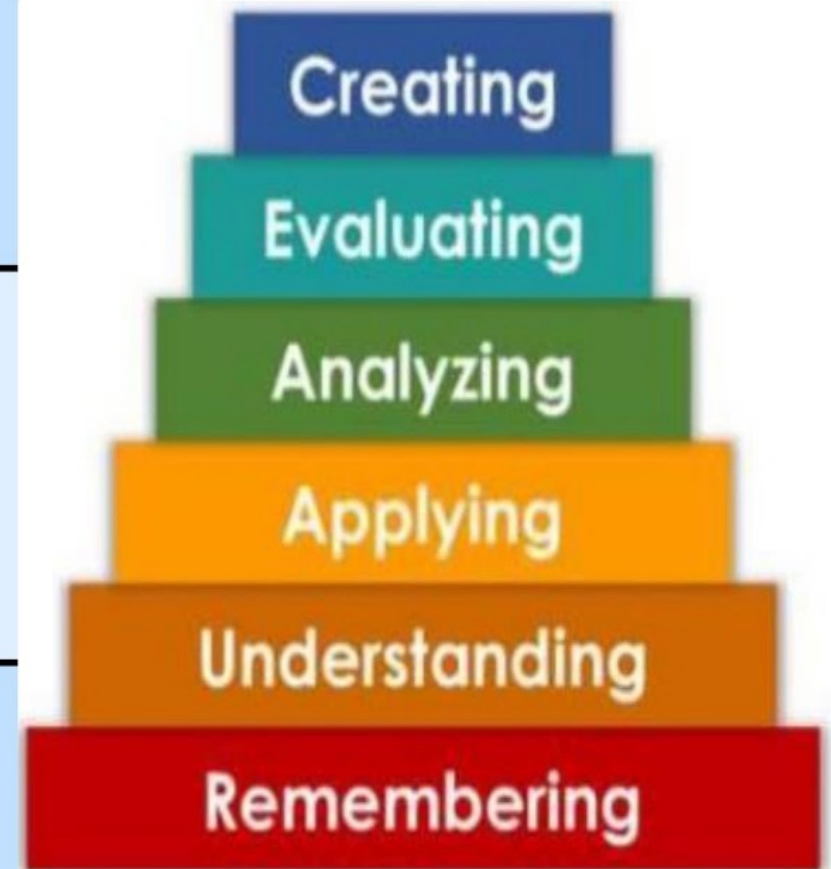 Creating
Evaluating
Analyzing
Applying
Understanding
Remembering